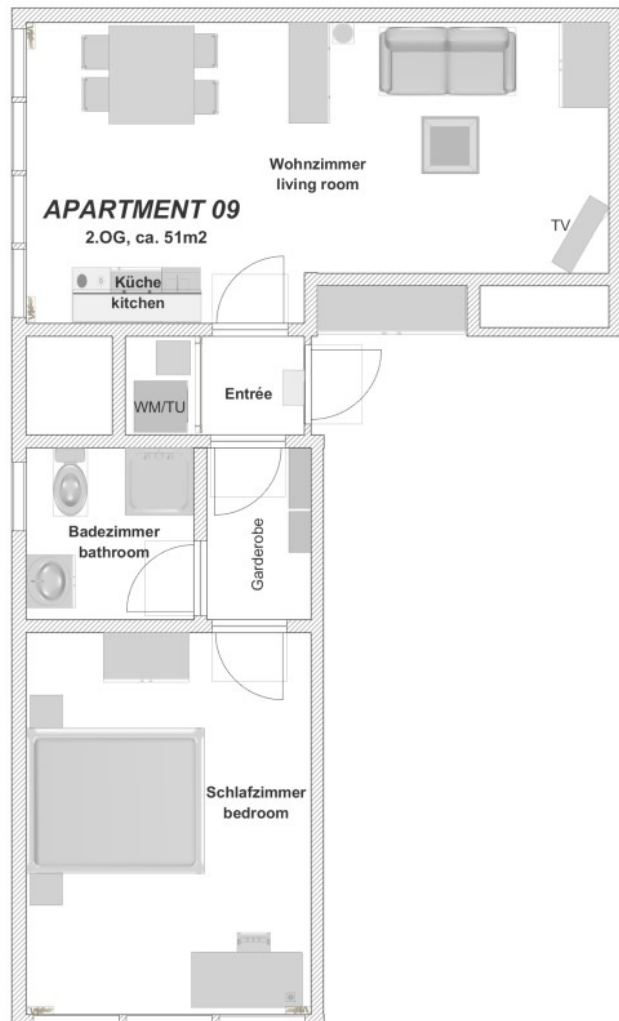 Wohnzimmer
living room
APARTMENT 09
2.OG, ca. 51m2
TV
Küche
kitchen
WM/TU
Entrée
Badezimmer
bathroom
Garderobe
Schlafzimmer
bedroom